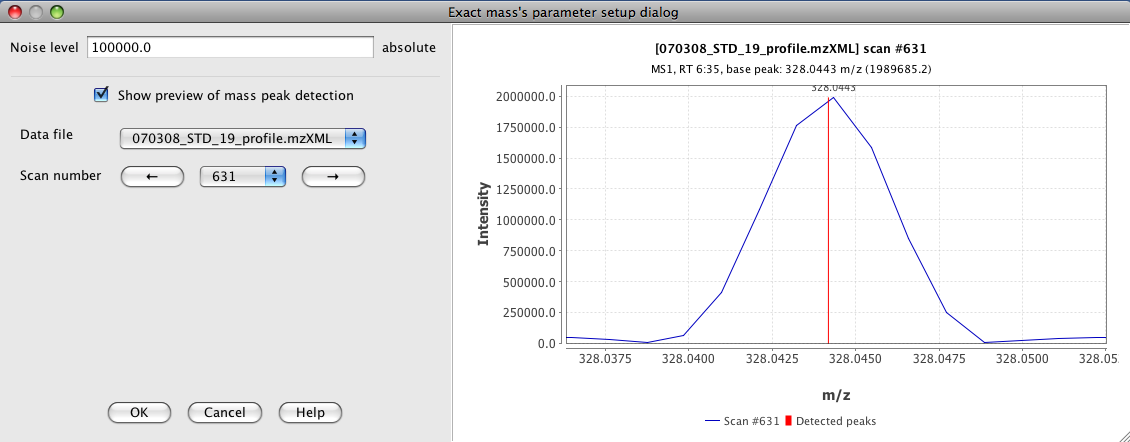 Exact mass's parameter setup dialog
Noise level 100000.0 absolute
Show preview of mass peak detection
Data file 070308_STD_19_profile.mzXML
Scan number ← 631 →
OK Cancel Help
[070308_STD_19_profile.mzXML] scan #631
MS1, RT 6:35, base peak: 328.0443 m/z (1989685.2)
328.0443
2000000.0
1750000.0
1500000.0
1250000.0
1000000.0
750000.0
500000.0
250000.0
0.0
Intensity
328.0375 328.0400 328.0425 328.0450 328.0475 328.0500 328.05
m/z
Scan #631 Detected peaks